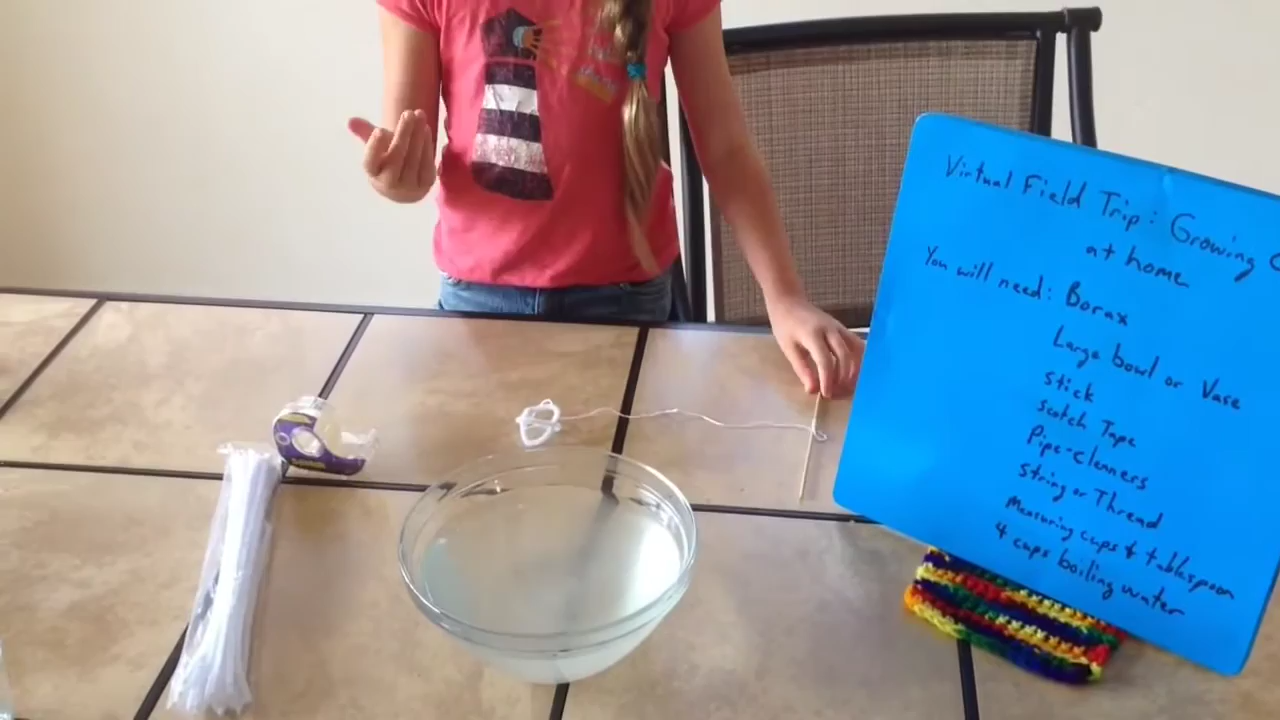 Virtual Field Trip: Growing C
at home
You will need: Borax
Large bowl or Vase
stick
scotch Tape
Pipe-cleaners
string or Thread
Measuring cups & tablespoon
4 cups boiling water